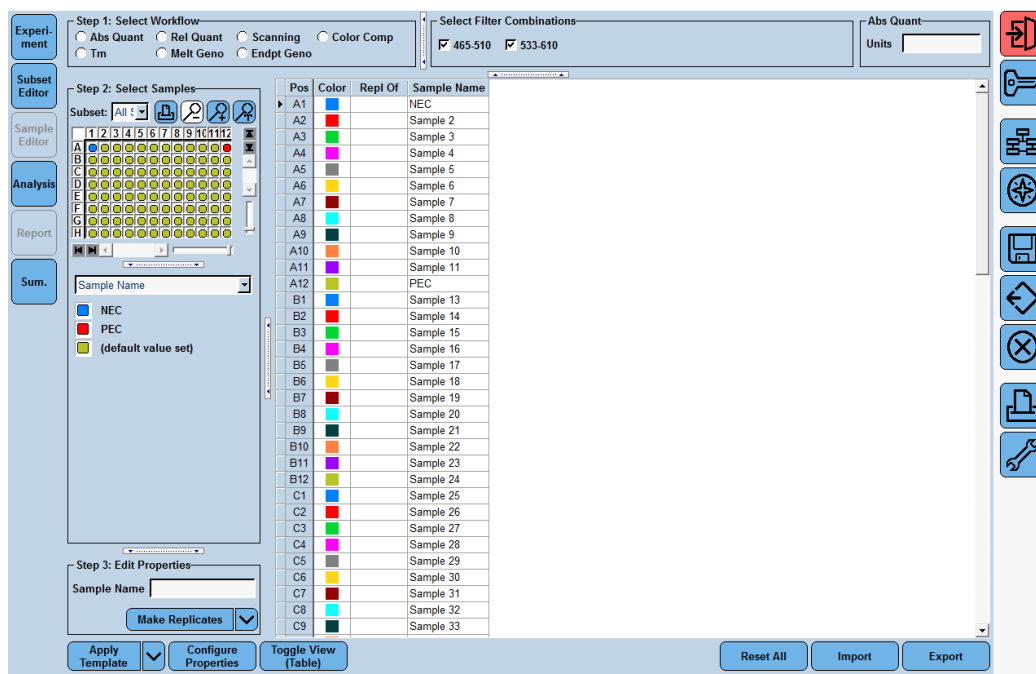 Experi-
ment
Subset
Editor
Sample
Editor
Analysis
Report
Sum.
Step 1: Select Workflow
Abs Quant Rel Quant Scanning Color Comp
Tm Melt Geno Endpt Geno
Select Filter Combinations
465-510 533-610
Abs Quant
Units
Step 2: Select Samples
Subset: All
1 2 3 4 5 6 7 8 9 10 11 12
A
B
C
D
E
F
G
H
Sample Name
NEC
PEC
(default value set)
Step 3: Edit Properties
Sample Name
Make Replicates
Pos Color Repl Of Sample Name
A1 NEC
A2 Sample 2
A3 Sample 3
A4 Sample 4
A5 Sample 5
A6 Sample 6
A7 Sample 7
A8 Sample 8
A9 Sample 9
A10 Sample 10
A11 Sample 11
A12 PEC
B1 Sample 13
B2 Sample 14
B3 Sample 15
B4 Sample 16
B5 Sample 17
B6 Sample 18
B7 Sample 19
B8 Sample 20
B9 Sample 21
B10 Sample 22
B11 Sample 23
B12 Sample 24
C1 Sample 25
C2 Sample 26
C3 Sample 27
C4 Sample 28
C5 Sample 29
C6 Sample 30
C7 Sample 31
C8 Sample 32
C9 Sample 33
Apply
Template
Configure
Properties
Toggle View
(Table)
Reset All
Import
Export